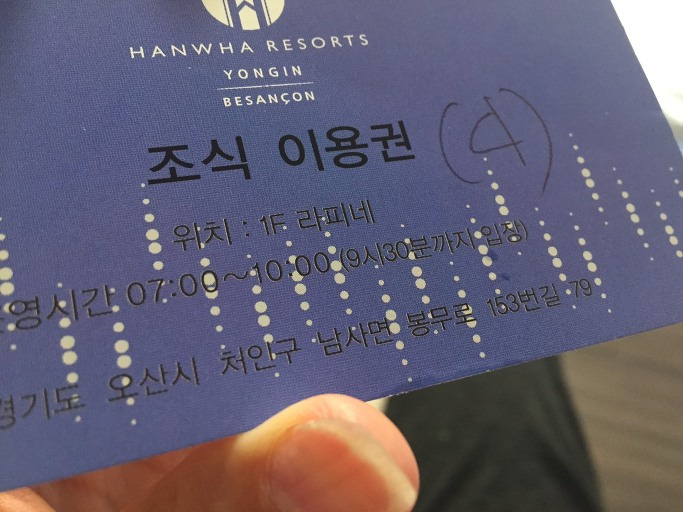 HANWHA RESORTS
YONGIN
BESANÇON
조식 이용권 (4)
위치 : 1F 라피네
영시간 07:00~10:00 (9시30분까지 입장)
경기도 오산시 처인구 남사면 봉무로 153번길 79